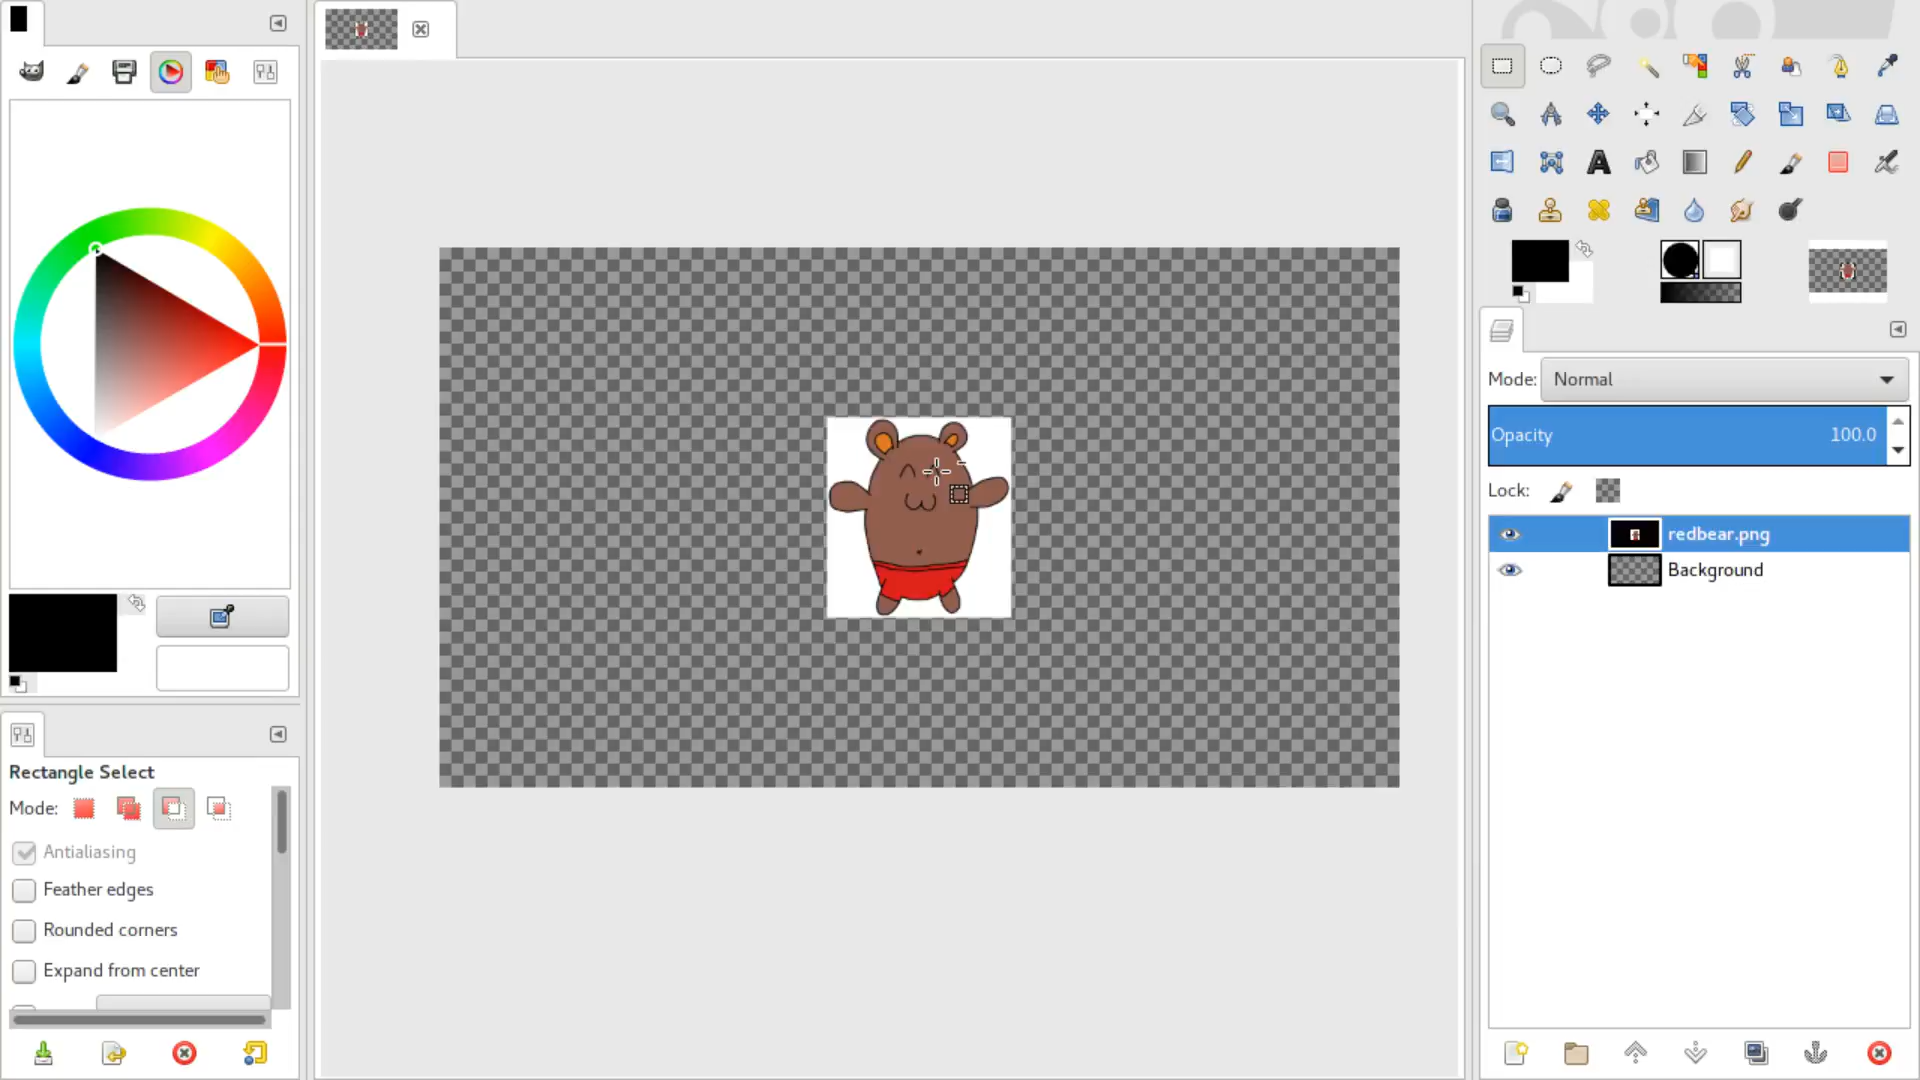 Mode: Normal
Opacity 100.0
Lock:
redbear.png
Background
Rectangle Select
Mode:
Antialiasing
Feather edges
Rounded corners
Expand from center